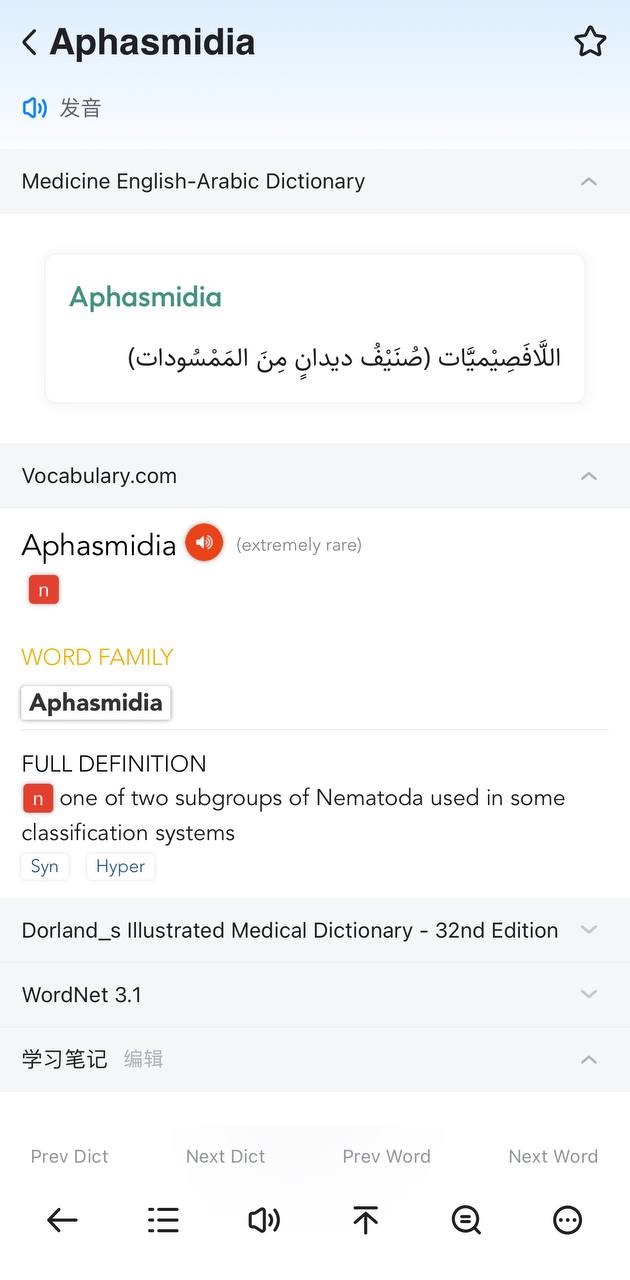 Aphasmidia
发音
Medicine English-Arabic Dictionary
Aphasmidia
اللَّافَصِيْميَّات (صُنَيْفُ ديدانٍ مِنَ المَمْسُودات)
Vocabulary.com
Aphasmidia (extremely rare)
n
WORD FAMILY
Aphasmidia
FULL DEFINITION
n one of two subgroups of Nematoda used in some
classification systems
Syn Hyper
Dorland_s Illustrated Medical Dictionary - 32nd Edition
WordNet 3.1
学习笔记 编辑
Prev Dict Next Dict Prev Word Next Word